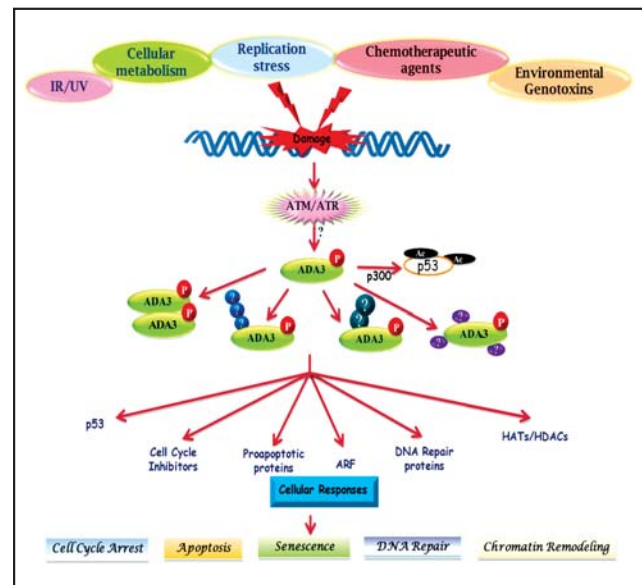 Cellular
metabolism
Replication
stress
Chemotherapeutic
agents
IR/UV
Environmental
Genotoxins
Damage
ATM/ATR
?
ADA3
P
p300
Ac
Ac
p53
ADA3
P
ADA3
P
?
?
?
ADA3
P
?
?
ADA3
P
?
ADA3
P
?
?
p53
Cell Cycle
Inhibitors
Proapoptotic
proteins
ARF
DNA Repair
proteins
HATs/HDACs
Cellular Responses
Cell Cycle Arrest
Apoptosis
Senescence
DNA Repair
Chromatin Remodeling